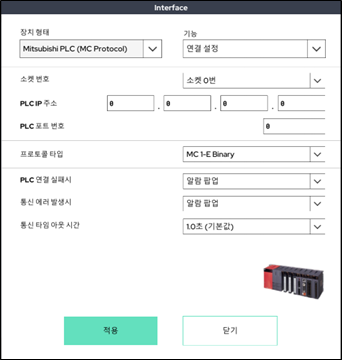 Interface
장치 형태 기능
Mitsubishi PLC (MC Protocol) 연결 설정
소켓 번호 소켓 0번
PLC IP 주소 0 . 0 . 0 . 0
PLC 포트 번호 0
프로토콜 타입 MC 1-E Binary
PLC 연결 실패시 알람 팝업
통신 에러 발생시 알람 팝업
통신 타임 아웃 시간 1.0초 (기본값)
적용 닫기